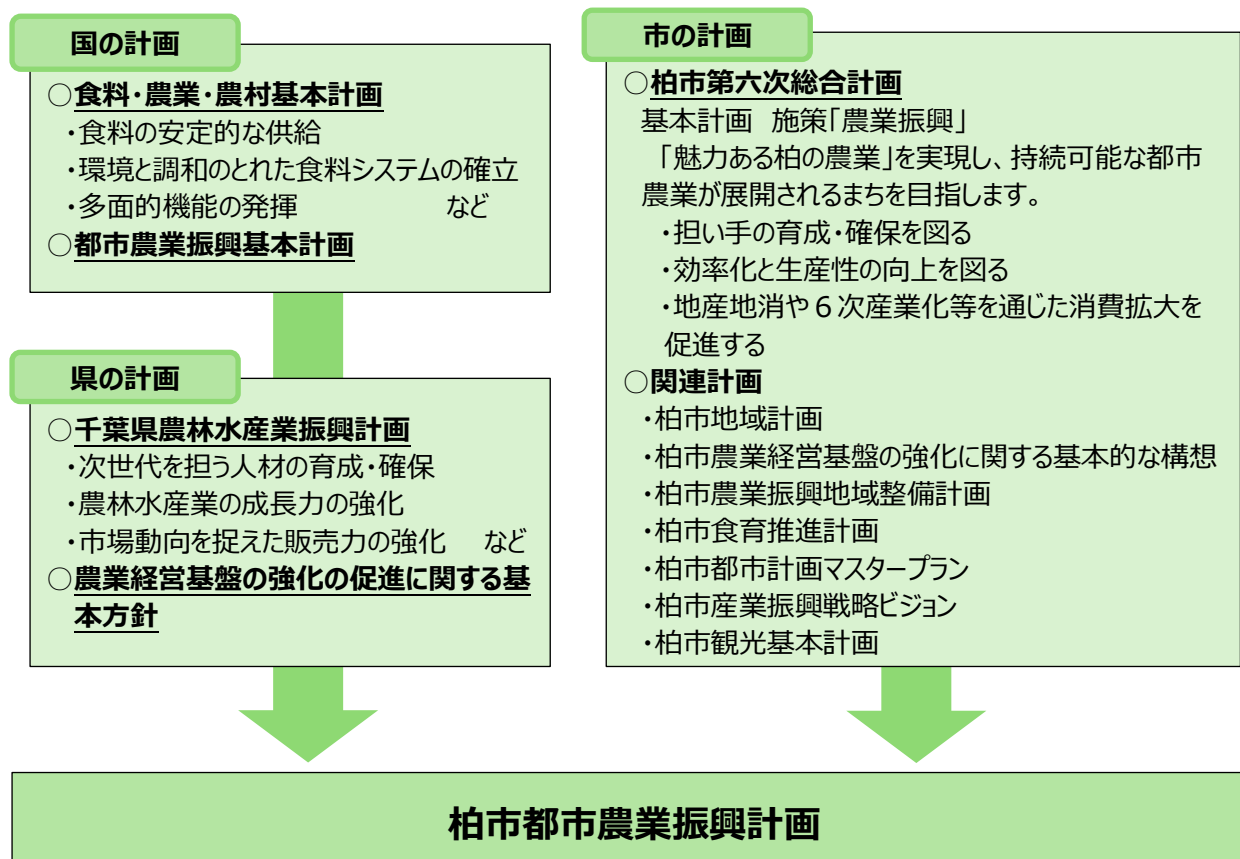 国の計画
○食料・農業・農村基本計画
・食料の安定的な供給
・環境と調和のとれた食料システムの確立
・多面的機能の発揮　など
○都市農業振興基本計画
県の計画
○千葉県農林水産業振興計画
・次世代を担う人材の育成・確保
・農林水産業の成長力の強化
・市場動向を捉えた販売力の強化　など
○農業経営基盤の強化の促進に関する基
本方針
市の計画
○柏市第六次総合計画
基本計画　施策「農業振興」
「魅力ある柏の農業」を実現し、持続可能な都市
農業が展開されるまちを目指します。
・担い手の育成・確保を図る
・効率化と生産性の向上を図る
・地産地消や６次産業化等を通じた消費拡大を
促進する
○関連計画
・柏市地域計画
・柏市農業経営基盤の強化に関する基本的な構想
・柏市農業振興地域整備計画
・柏市食育推進計画
・柏市都市計画マスタープラン
・柏市産業振興戦略ビジョン
・柏市観光基本計画
柏市都市農業振興計画